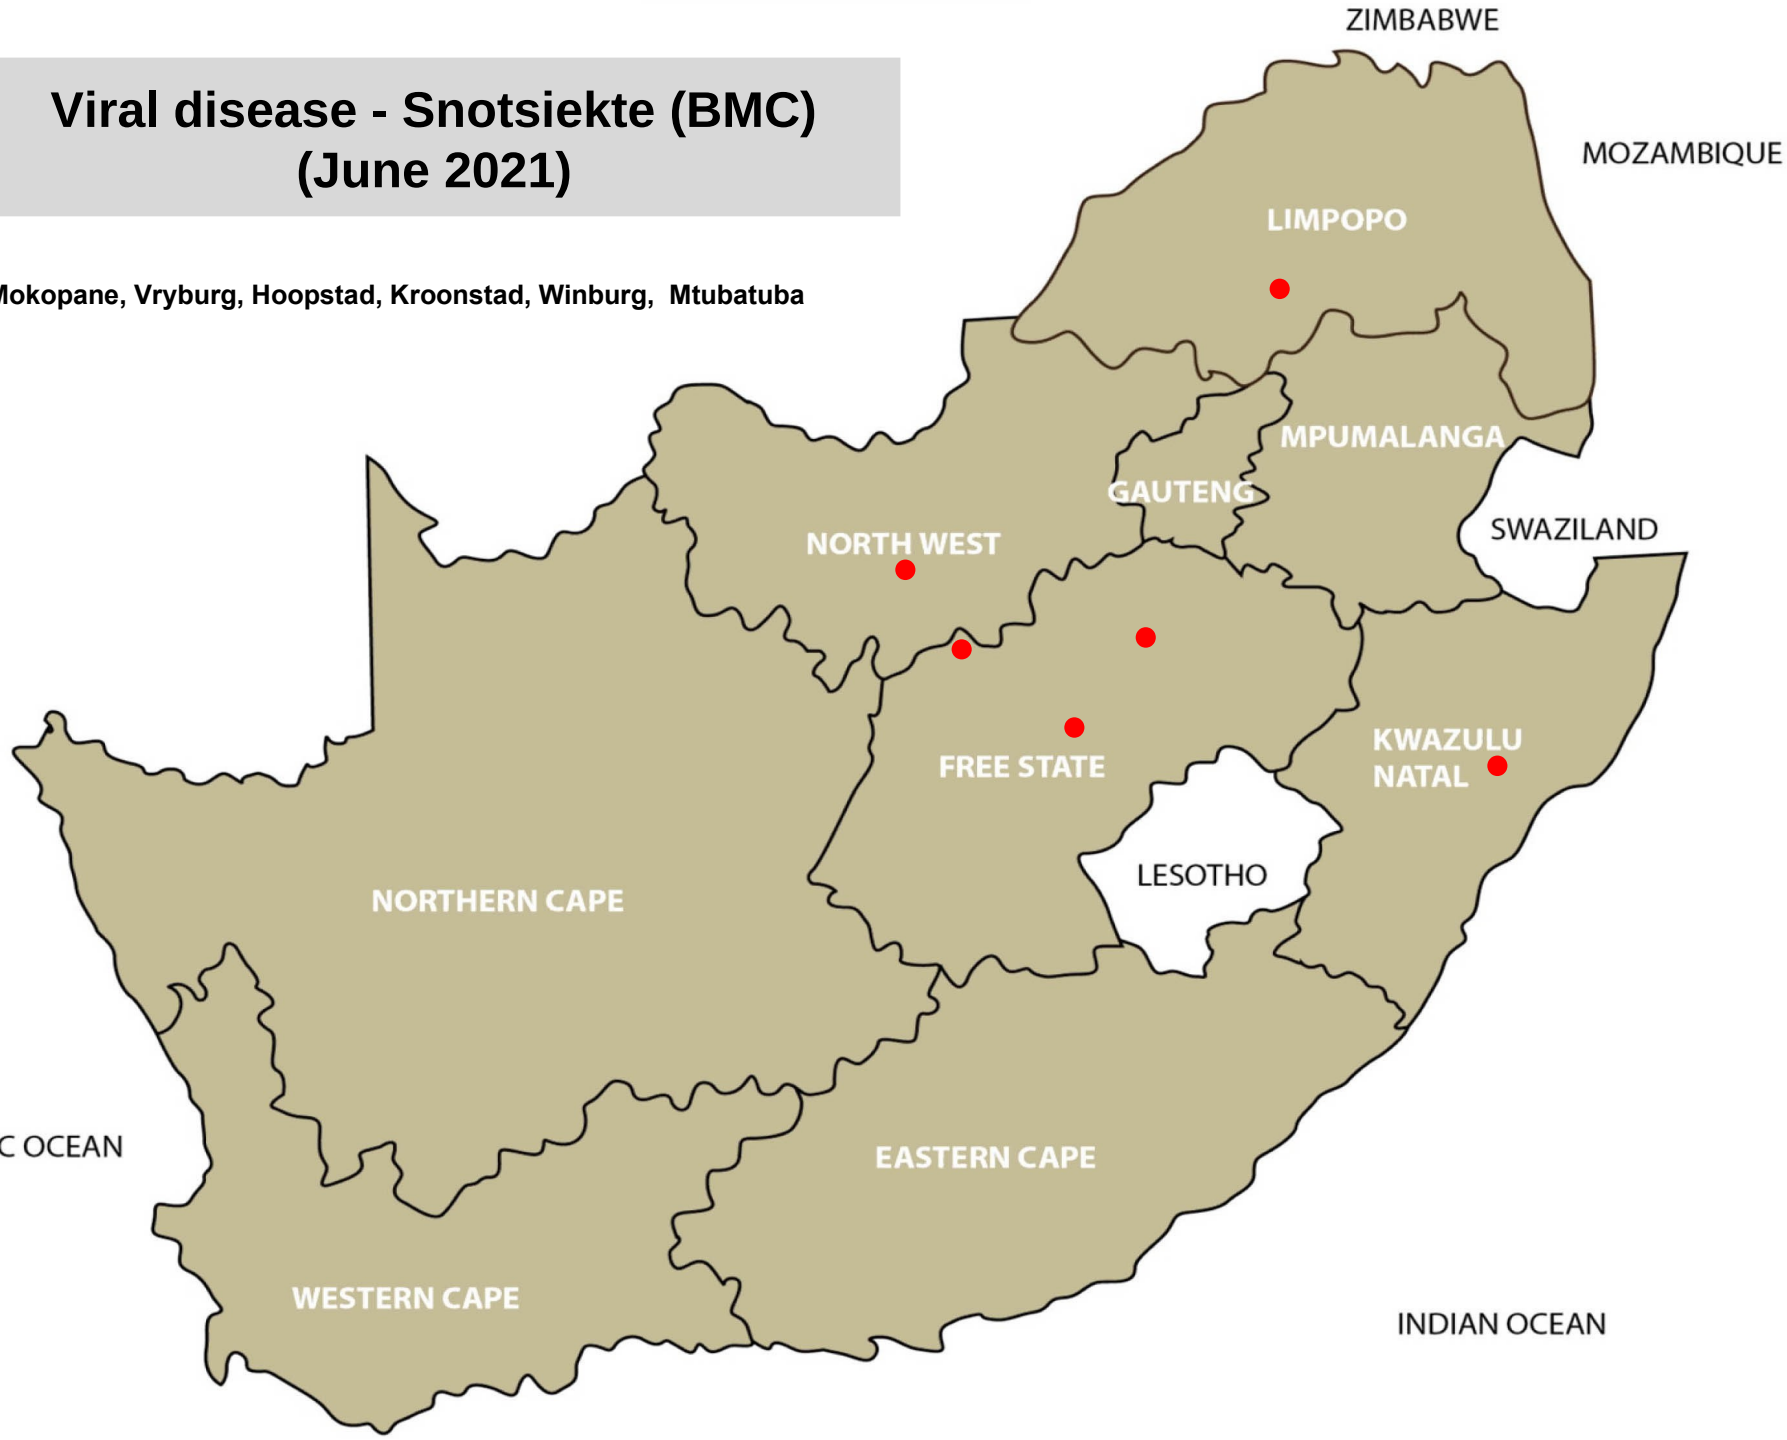 ZIMBABWE
Viral disease - Snotsiekte (BMC)
(June 2021)
MOZAMBIQUE
LIMPOPO
Mokopane, Vryburg, Hoopstad, Kroonstad, Winburg, Mtubatuba
MPUMALANGA
GAUTENG
NORTH WEST
SWAZILAND
KWAZULU
NATAL
FREE STATE
LESOTHO
NORTHERN CAPE
C OCEAN
EASTERN CAPE
WESTERN CAPE
INDIAN OCEAN